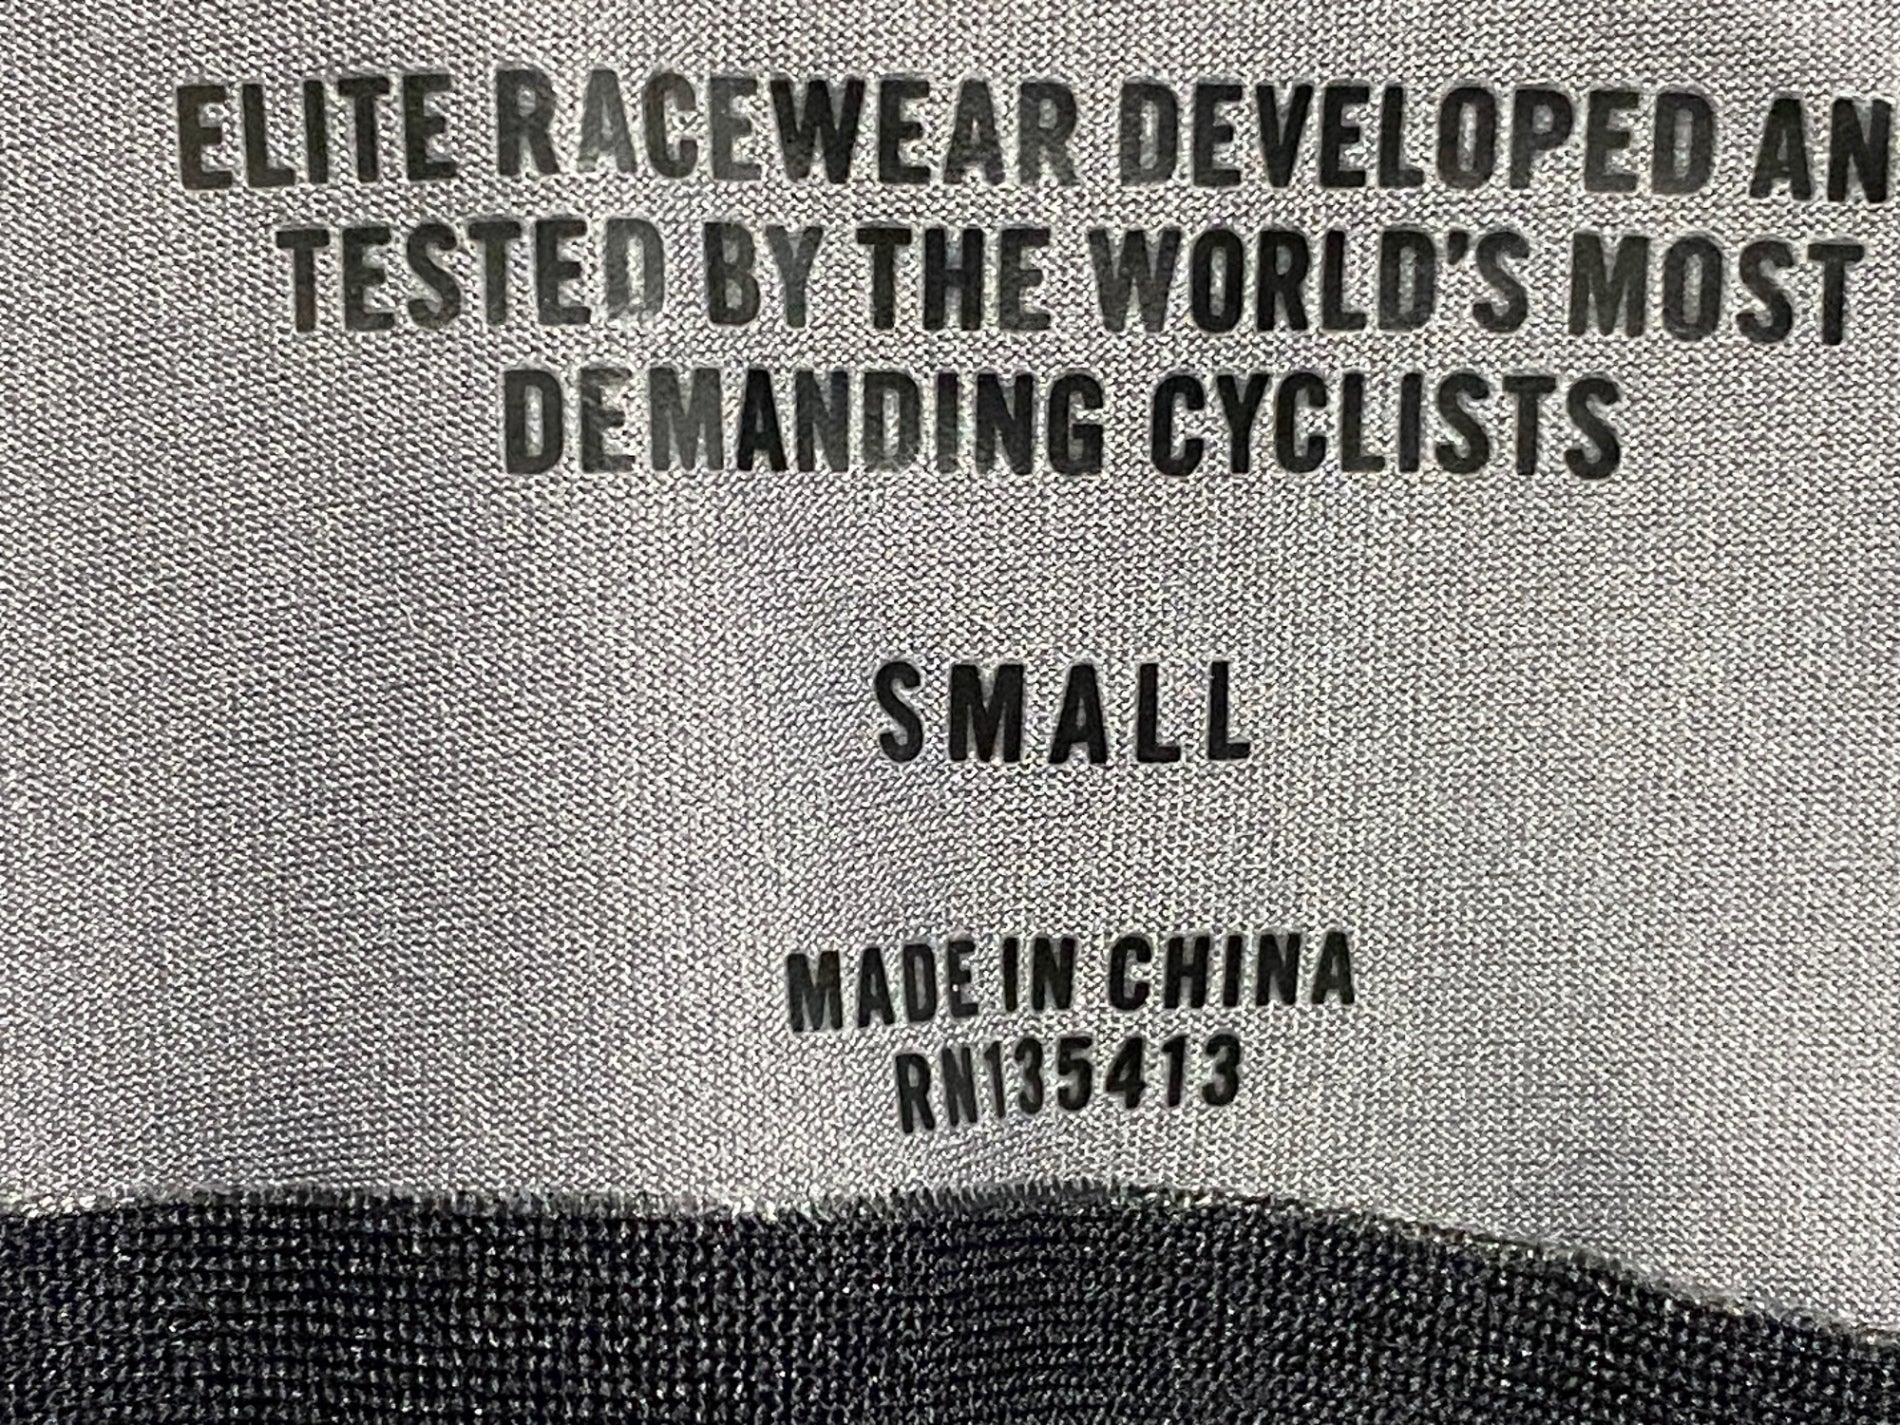 ELITE RACEWEAR DEVELOPED AN
TESTED BY THE WORLD'S MOST
DEMANDING CYCLISTS
SMALL
MADE IN CHINA
RN135413